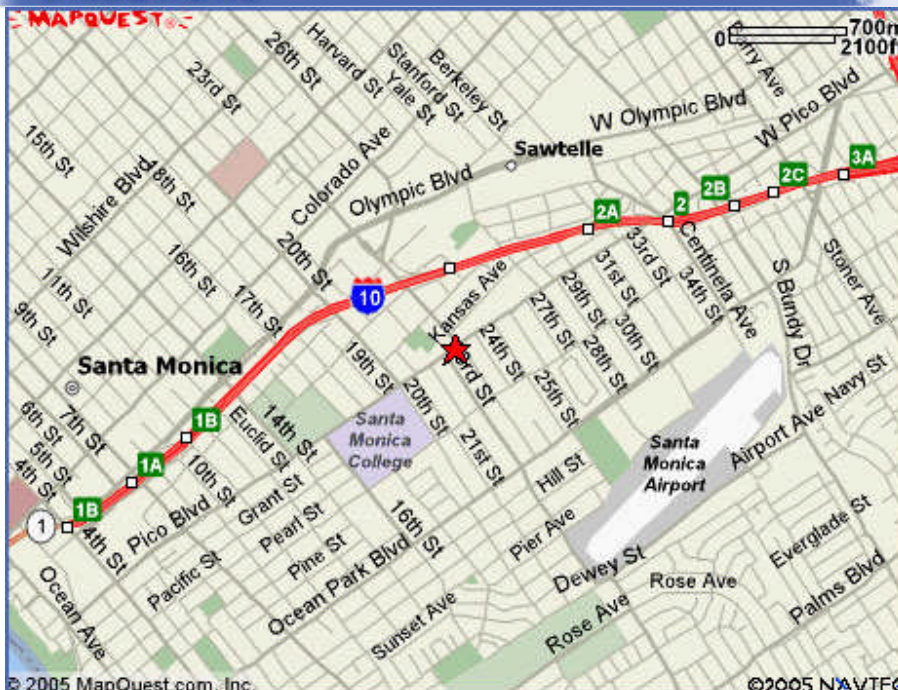 MAPQUEST
0 700m
2100ft
26th St
Harvard St
Stanford St
Yale St
Berkeley St
23rd St
W Olympic Blvd
W Pico Blvd
15th St
Colorado Ave
Sawtelle
3A
2C
Wilshire Blvd
18th St
Olympic Blvd
2B
2
2A
20th St
Centinela Ave
33rd St
Stoner Ave
11th St
16th St
10
31st St
34th St
S Bundy Dr
9th St
17th St
Kansas Ave
29th St
27th St
30th St
Santa Monica
19th St
24th St
28th St
Navy St
6th St
7th St
20th St
25th St
Airport Ave
5th St
1B
Euclid St
14th St
Santa
Monica
College
21st St
Santa
Monica
Airport
4th St
1A
10th St
Hill St
1B
Grant St
1
Pico Blvd
Pearl St
16th St
Pier Ave
Everglade St
4th St
Pine St
Dewey St
Pacific St
Ocean Park Blvd
Rose Ave
Palms Blvd
Ocean Ave
Sunset Ave
Rose Ave
© 2005 MapQuest.com, Inc.
©2005 NAVTEQ